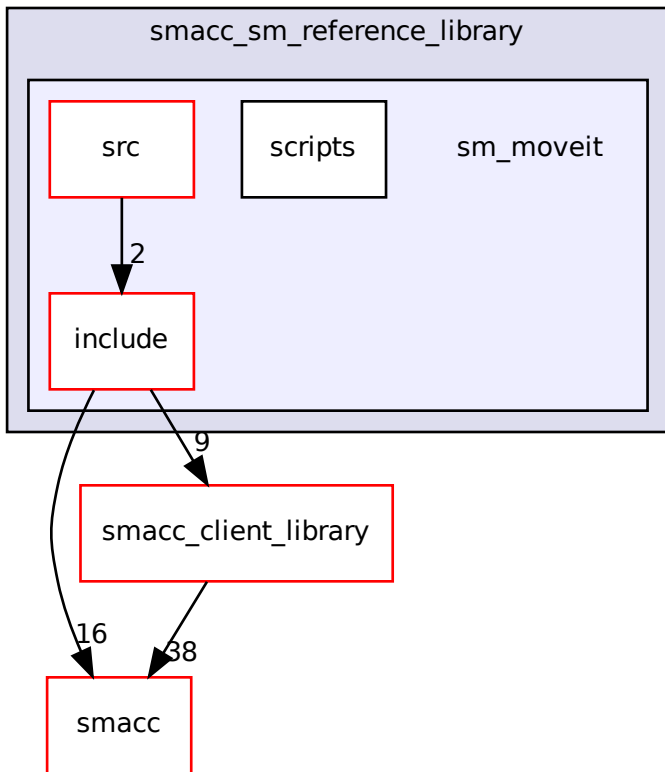 smacc_sm_reference_library
src
scripts
sm_moveit
2
include
9
smacc_client_library
16
38
smacc